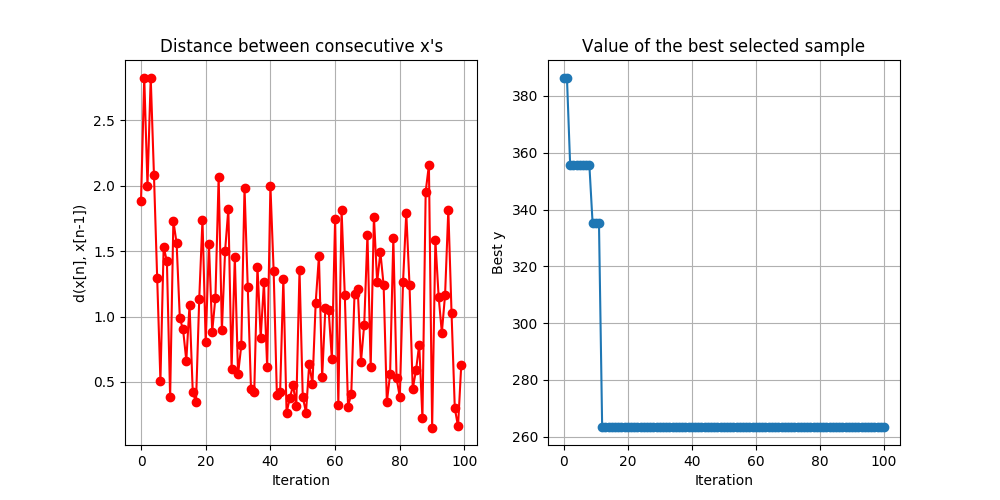 Distance between consecutive x's
d(x[n], x[n-1])
2.5
2.0
1.5
1.0
0.5
0 20 40 60 80 100
Iteration
Value of the best selected sample
Best y
380
360
340
320
300
280
260
0 20 40 60 80 100
Iteration